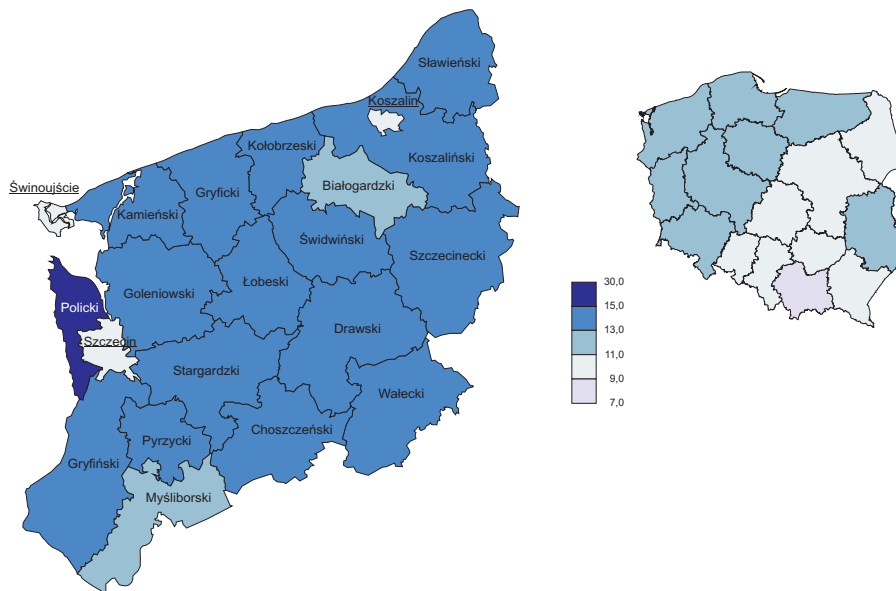 Sławieński
Koszalin
Kołobrzeski
Koszaliński
Białogardzki
Świnoujście
Gryficki
Kamieński
Świdwiński
Szczecinecki
Goleniowski
Łobeski
Policki
Drawski
Szczecin
Stargardzki
Wałecki
Choszczeński
Pyrzycki
Gryfiński
Myśliborski
30,0
15,0
13,0
11,0
9,0
7,0